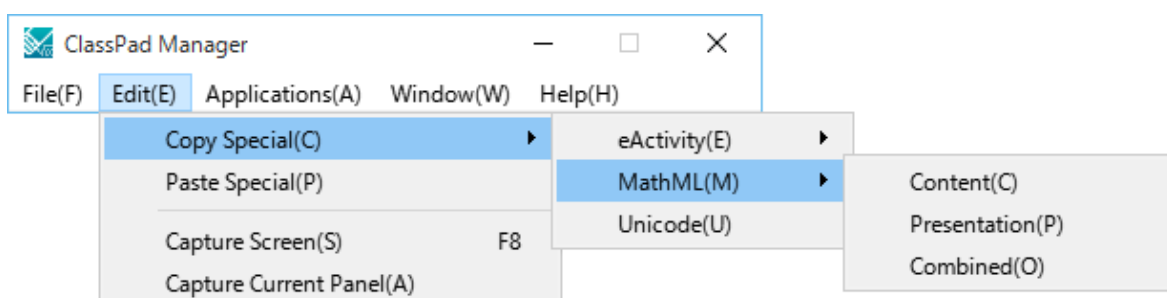 ClassPad Manager
File(F) Edit(E) Applications(A) Window(W) Help(H)
Copy Special(C)
Paste Special(P)
Capture Screen(S) F8
Capture Current Panel(A)
eActivity(E)
MathML(M)
Unicode(U)
Content(C)
Presentation(P)
Combined(O)